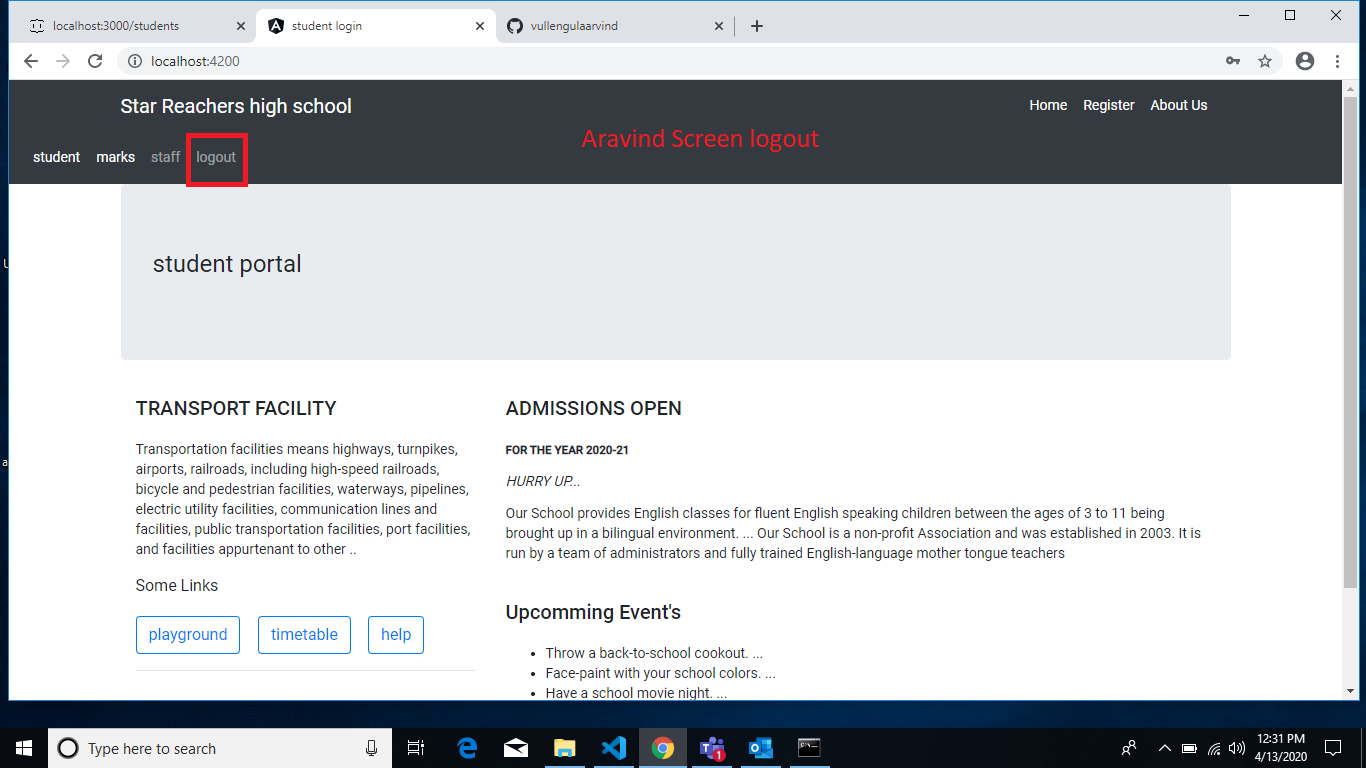 localhost:3000/students
student login
vullengulaarvind
localhost:4200
Star Reachers high school
Home Register About Us
Aravind Screen logout
student marks staff logout
student portal
TRANSPORT FACILITY
Transportation facilities means highways, turnpikes,
airports, railroads, including high-speed railroads,
bicycle and pedestrian facilities, waterways, pipelines,
electric utility facilities, communication lines and
facilities, public transportation facilities, port facilities,
and facilities appurtenant to other ..
Some Links
playground timetable help
ADMISSIONS OPEN
FOR THE YEAR 2020-21
HURRY UP...
Our School provides English classes for fluent English speaking children between the ages of 3 to 11 being
brought up in a bilingual environment. ... Our School is a non-profit Association and was established in 2003. It is
run by a team of administrators and fully trained English-language mother tongue teachers
Upcomming Event's
Throw a back-to-school cookout. ...
Face-paint with your school colors. ...
Have a school movie night. ...
Type here to search
1
12:31 PM
4/13/2020